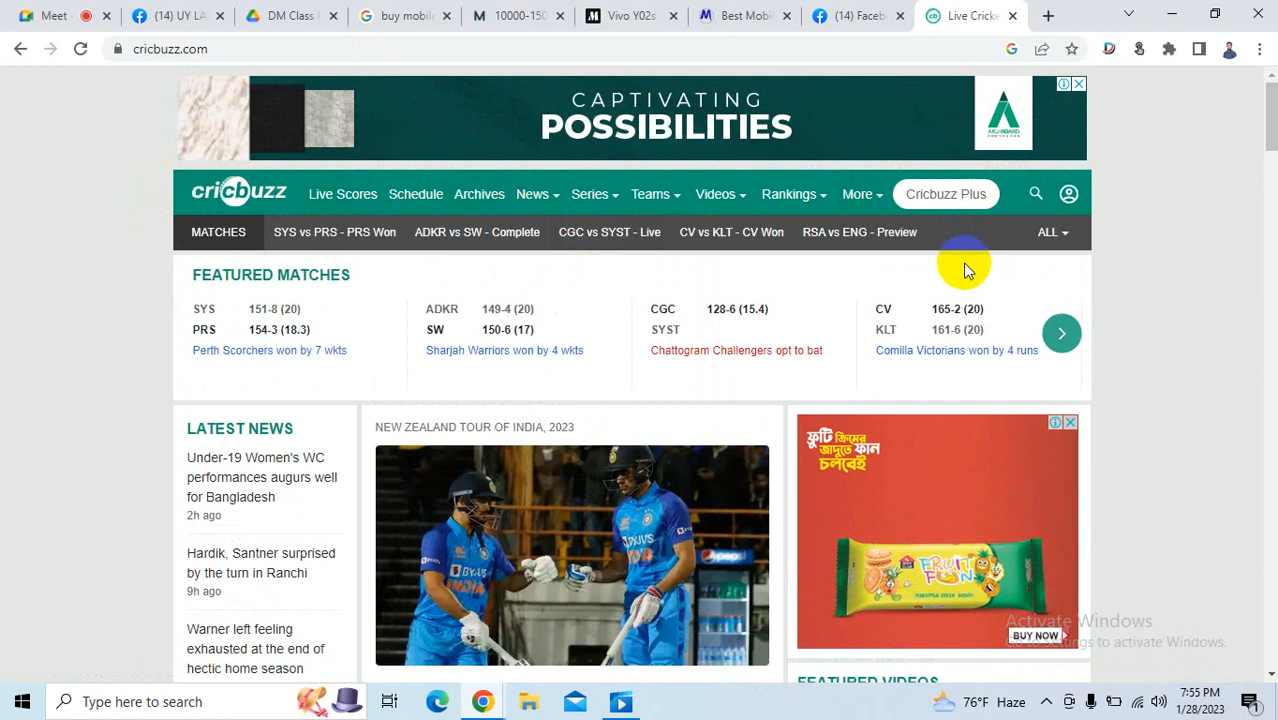 Meet -
(14) UY LA
DM Class F
buy mobile
10000-150
Vivo Y02s
Best Mobi
(14) Faceb
Live Cricke
cricbuzz.com
CAPTIVATING
POSSIBILITIES
AKIJ BOARD
cricbuzz Live Scores Schedule Archives News Series Teams Videos Rankings More Cricbuzz Plus
MATCHES SYS vs PRS - PRS Won ADKR vs SW - Complete CGC vs SYST - Live CV vs KLT - CV Won RSA vs ENG - Preview ALL
FEATURED MATCHES
SYS 151-8 (20)
PRS 154-3 (18.3)
Perth Scorchers won by 7 wkts
ADKR 149-4 (20)
SW 150-6 (17)
Sharjah Warriors won by 4 wkts
CGC 128-6 (15.4)
SYST
Chattogram Challengers opt to bat
CV 165-2 (20)
KLT 161-6 (20)
Comilla Victorians won by 4 runs
LATEST NEWS
Under-19 Women's WC
performances augurs well
for Bangladesh
2h ago
Hardik, Santner surprised
by the turn in Ranchi
9h ago
Warner left feeling
exhausted at the end of
hectic home season
NEW ZEALAND TOUR OF INDIA, 2023
BYJU'S
pepsi
ফ্রুটি ক্রিমের
জাদুতে ফান
চলবেই
FRUIT
FUN
BUY NOW
FEATURED VIDEOS
Activate Windows
Go to Settings to activate Windows.
Type here to search
76°F Haze
7:55 PM
1/28/2023
1